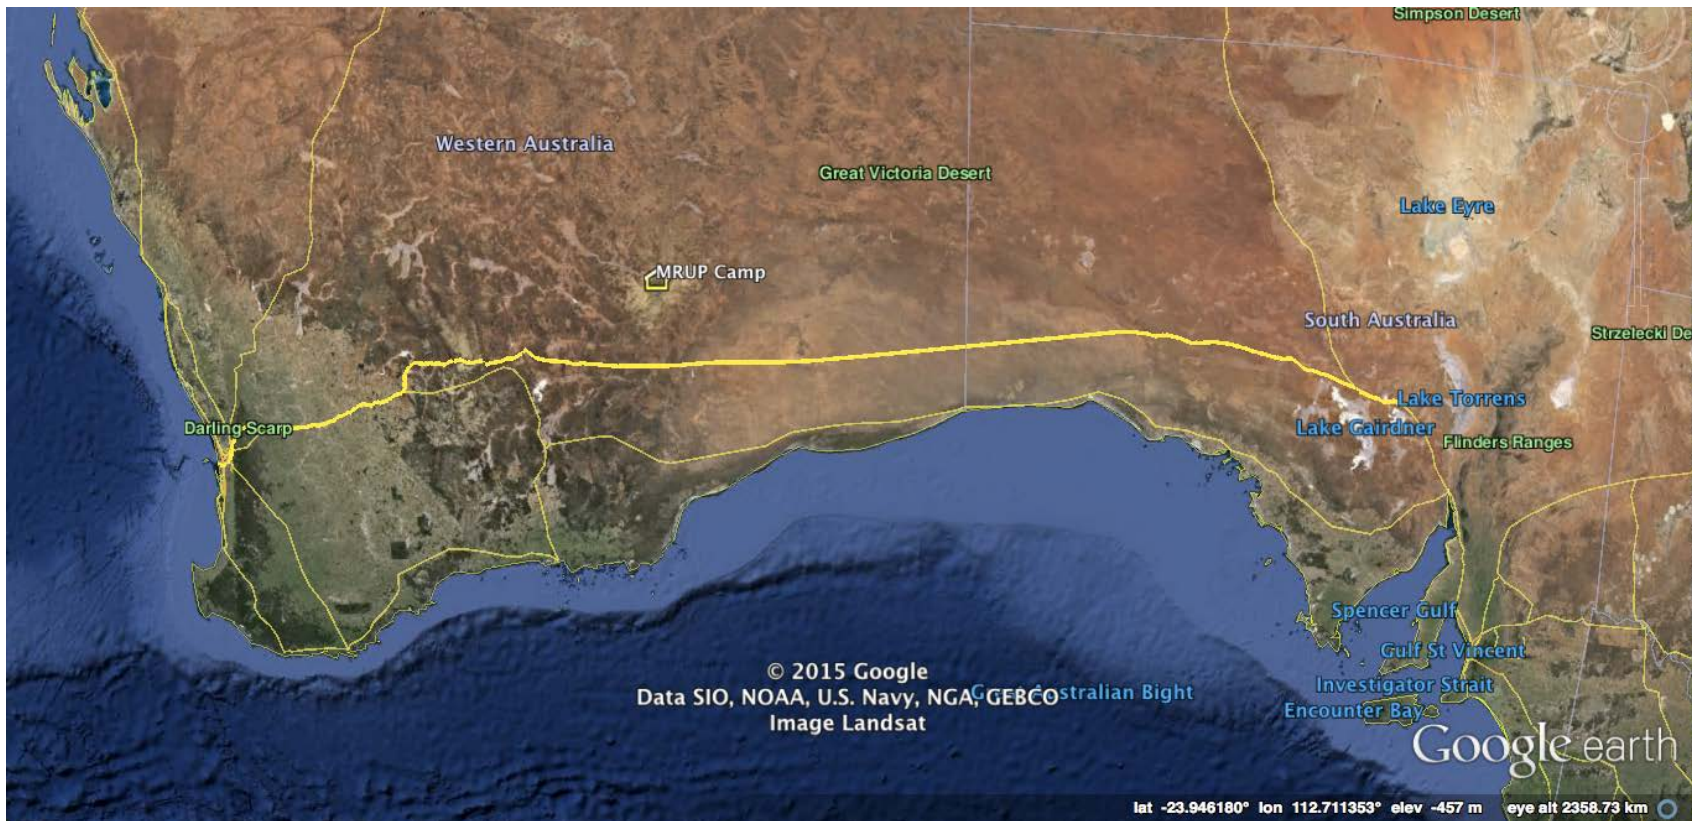 Simpson Desert
Western Australia
Great Victoria Desert
Lake Eyre
MRUP Camp
South Australia
Strzelecki De
Lake Torrens
Darling Scarp
Lake Gairdner
Flinders Ranges
Spencer Gulf
Gulf St Vincent
© 2015 Google
Data SIO, NOAA, U.S. Navy, NGA, GEBCO
Great Australian Bight
Investigator Strait
Encounter Bay
Image Landsat
Google earth
lat -23.946180° lon 112.711353° elev -457 m eye alt 2358.73 km